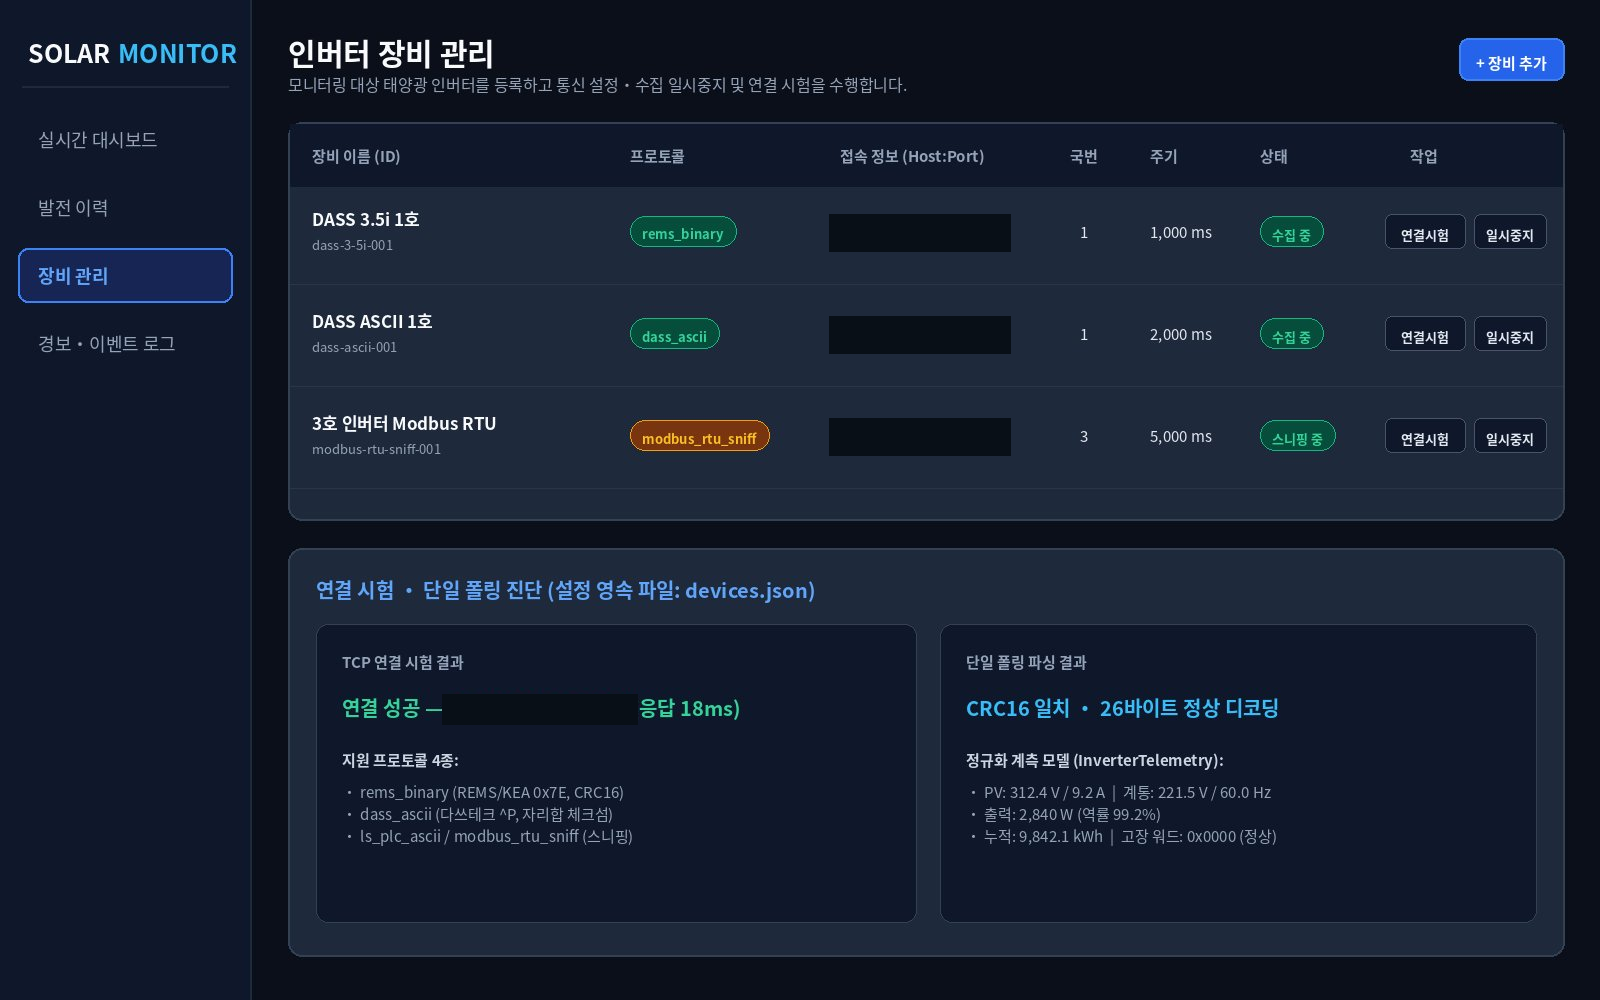 SOLAR MONITOR
실시간 대시보드
발전 이력
장비 관리
경보 • 이벤트 로그
인버터 장비 관리
모니터링 대상 태양광 인버터를 등록하고 통신 설정 • 수집 일시중지 및 연결 시험을 수행합니다.
+ 장비 추가
장비 이름 (ID) 프로토콜 접속 정보 (Host:Port) 국번 주기 상태 작업
DASS 3.5i 1호
dass-3-5i-001
rems_binary 1 1,000 ms 수집 중 연결시험 일시중지
DASS ASCII 1호
dass-ascii-001
dass_ascii 1 2,000 ms 수집 중 연결시험 일시중지
3호 인버터 Modbus RTU
modbus-rtu-sniff-001
modbus_rtu_sniff 3 5,000 ms 스니핑 중 연결시험 일시중지
연결 시험 • 단일 폴링 진단 (설정 영속 파일: devices.json)
TCP 연결 시험 결과
연결 성공 — 응답 18ms)
지원 프로토콜 4종:
• rems_binary (REMS/KEA 0x7E, CRC16)
• dass_ascii (다쓰테크 ^P, 자리합 체크섬)
• ls_plc_ascii / modbus_rtu_sniff (스니핑)
단일 폴링 파싱 결과
CRC16 일치 • 26바이트 정상 디코딩
정규화 계측 모델 (InverterTelemetry):
• PV: 312.4 V / 9.2 A | 계통: 221.5 V / 60.0 Hz
• 출력: 2,840 W (역률 99.2%)
• 누적: 9,842.1 kWh | 고장 워드: 0x0000 (정상)